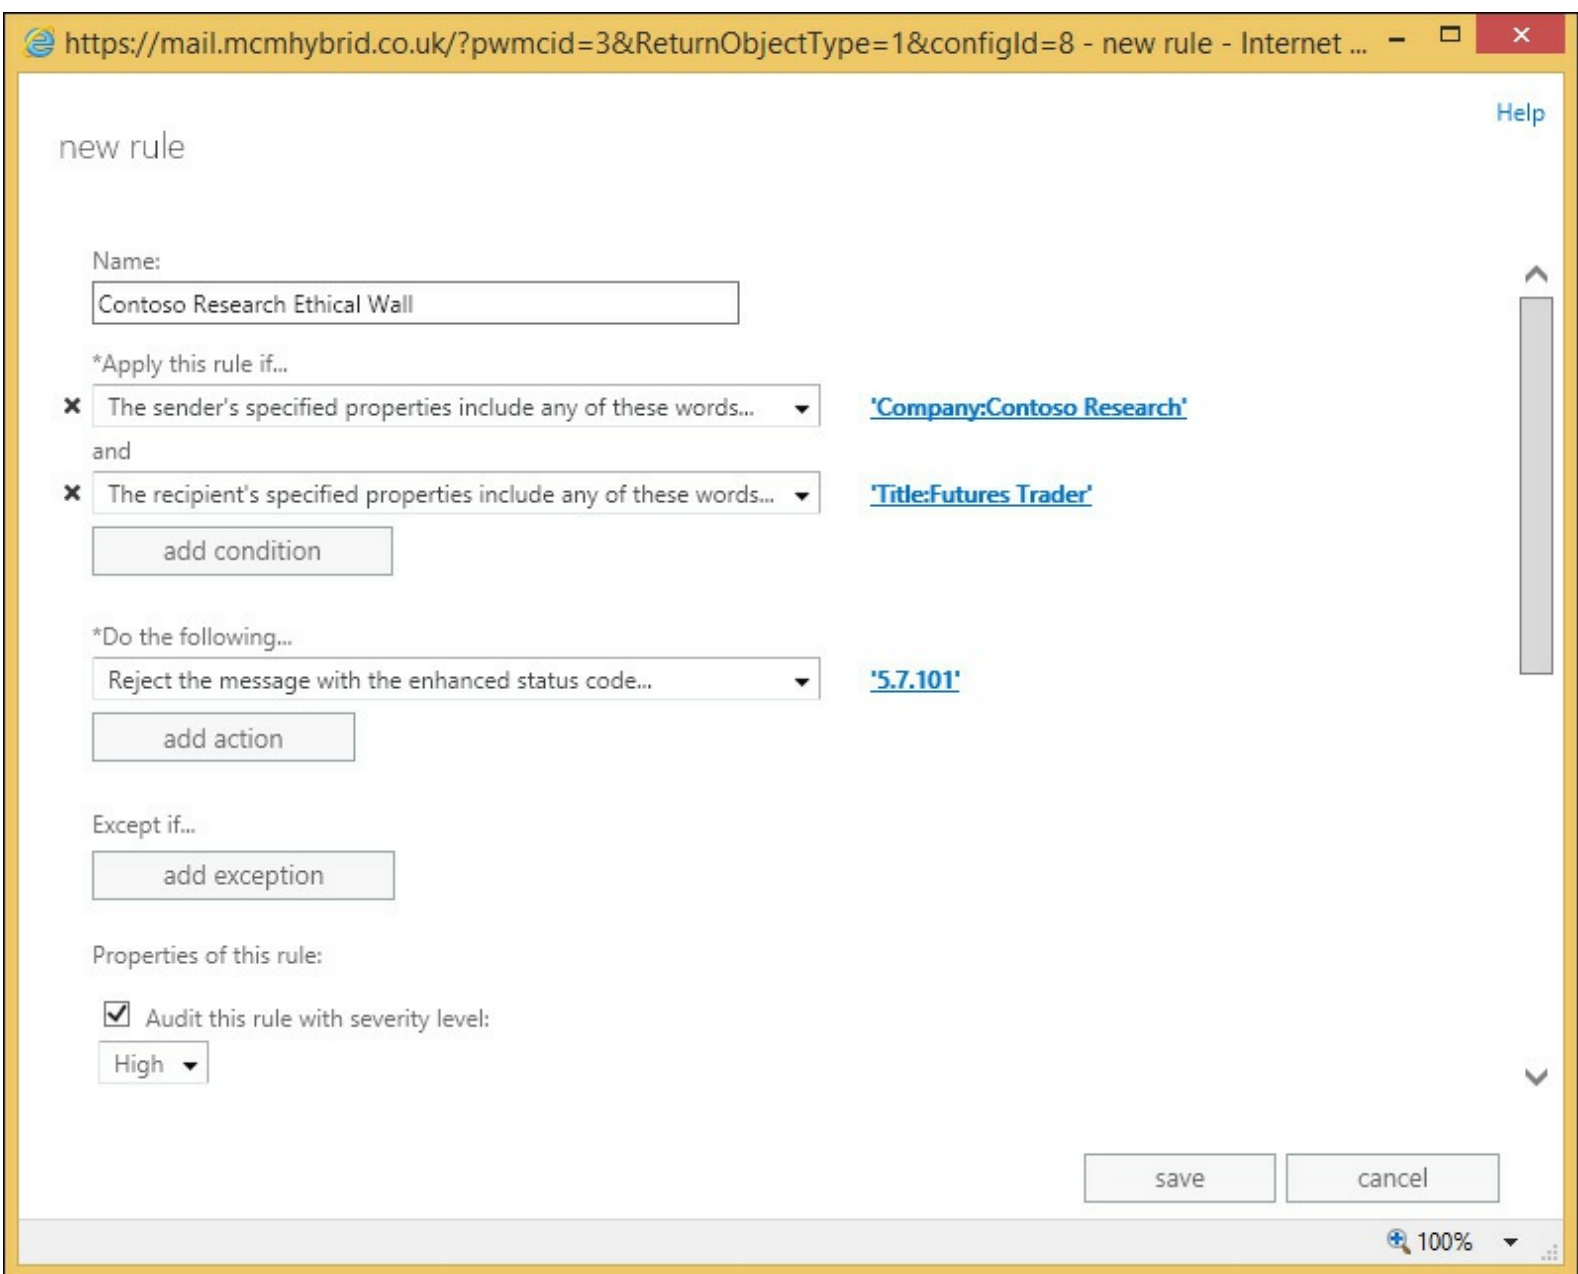 https://mail.mcmhybrid.co.uk/?pwmcid=3&ReturnObjectType=1&configId=8 - new rule - Internet ...
Help
new rule
Name:
Contoso Research Ethical Wall
*Apply this rule if...
The sender's specified properties include any of these words... 'Company:Contoso Research'
and
The recipient's specified properties include any of these words... 'Title:Futures Trader'
add condition
*Do the following...
Reject the message with the enhanced status code... '5.7.101'
add action
Except if...
add exception
Properties of this rule:
Audit this rule with severity level:
High
save cancel
100%